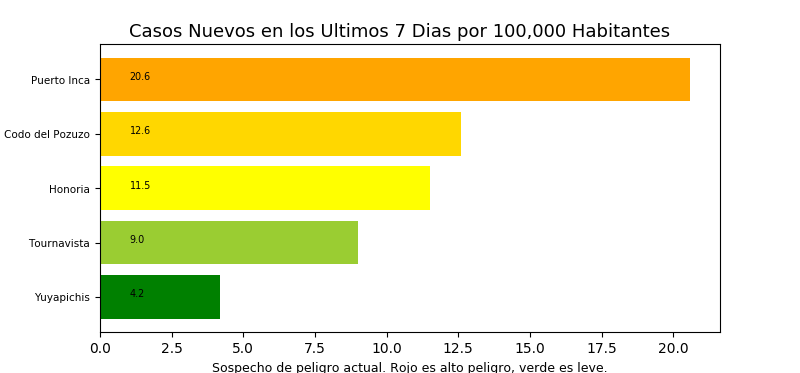 Casos Nuevos en los Ultimos 7 Dias por 100,000 Habitantes
Puerto Inca 20.6
Codo del Pozuzo 12.6
Honoria 11.5
Tournavista 9.0
Yuyapichis 4.2
0.0 2.5 5.0 7.5 10.0 12.5 15.0 17.5 20.0
Sospecho de peligro actual. Rojo es alto peligro, verde es leve.